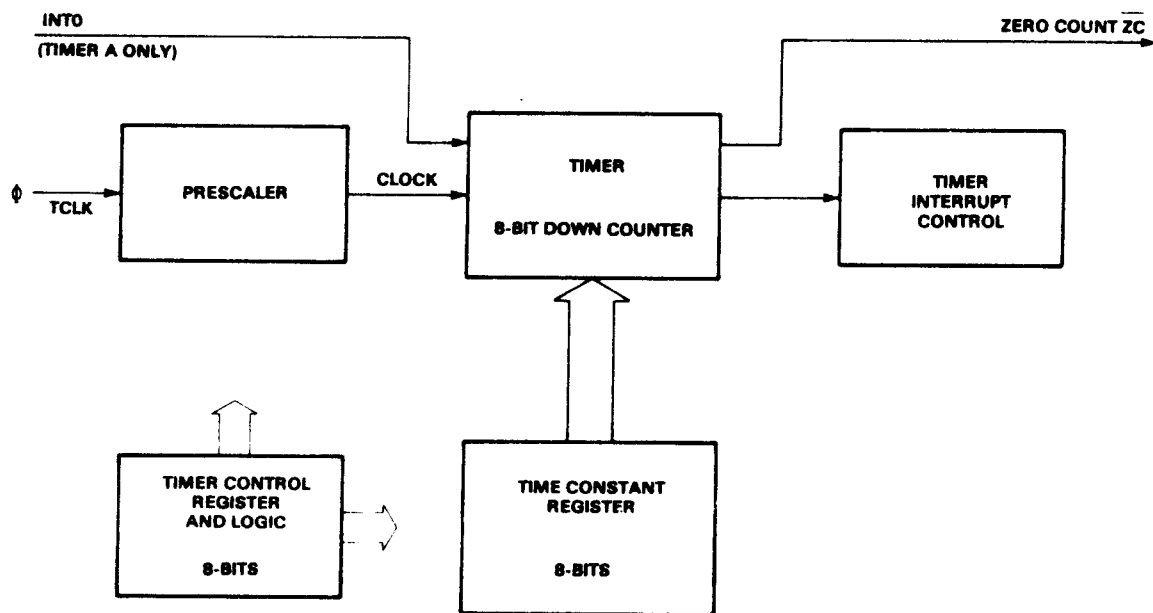 INT0
(TIMER A ONLY)
ZERO COUNT Z̅C̅
ϕ
TCLK
PRESCALER
CLOCK
TIMER
8-BIT DOWN COUNTER
TIMER
INTERRUPT
CONTROL
TIMER CONTROL
REGISTER
AND LOGIC
8-BITS
TIME CONSTANT
REGISTER
8-BITS